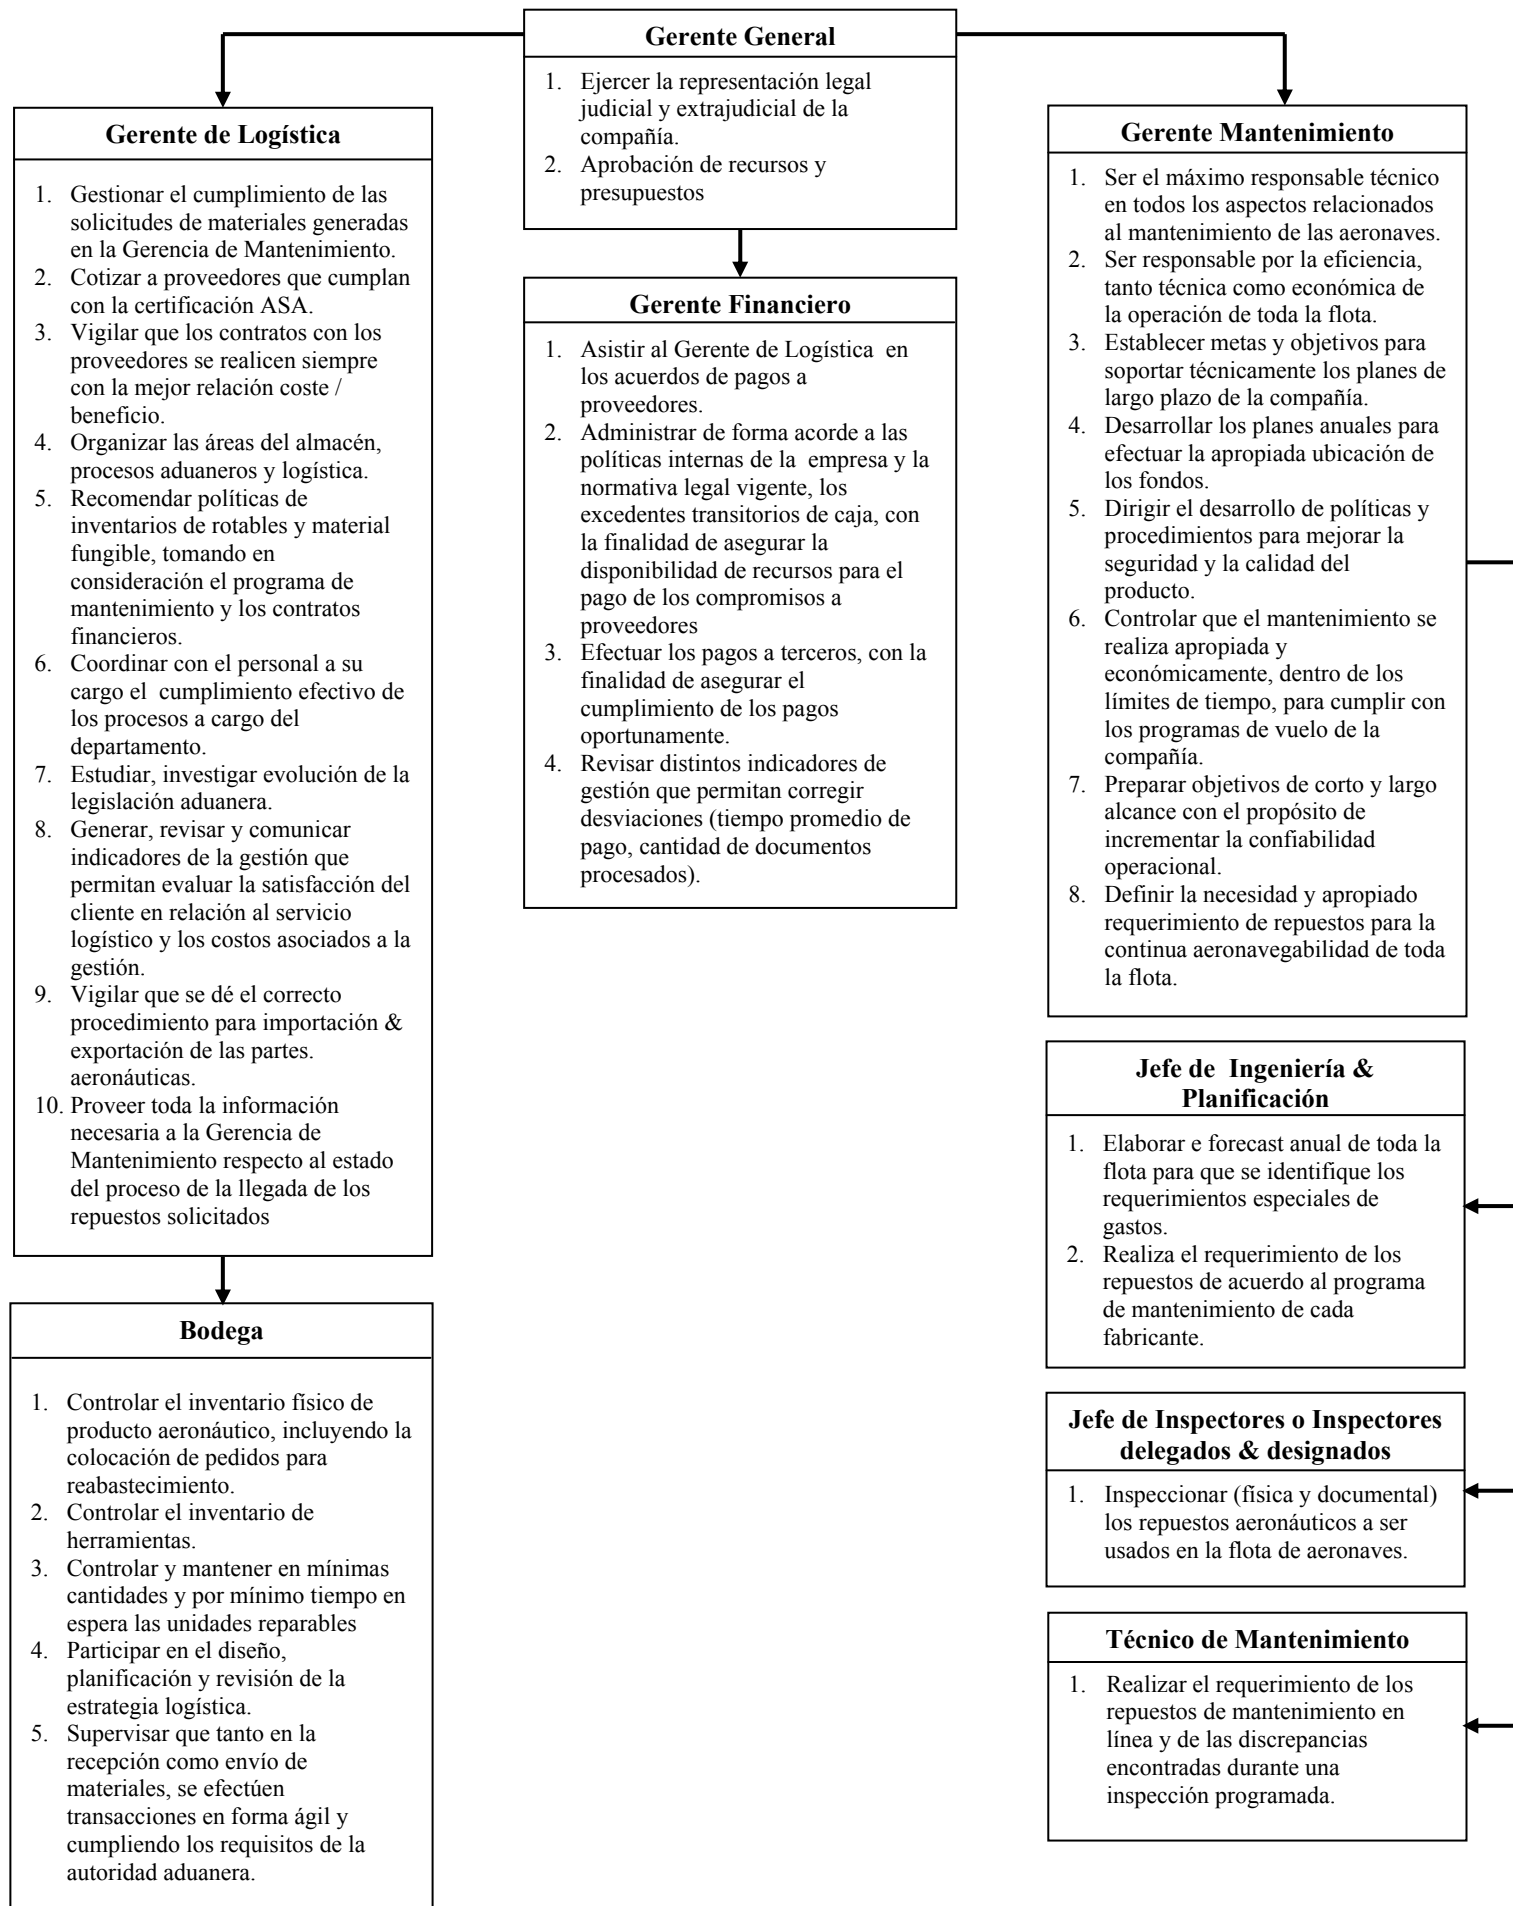 Gerente General
1. Ejercer la representación legal
judicial y extrajudicial de la
compañía.
2. Aprobación de recursos y
presupuestos
Gerente de Logística
1. Gestionar el cumplimiento de las
solicitudes de materiales generadas
en la Gerencia de Mantenimiento.
2. Cotizar a proveedores que cumplan
con la certificación ASA.
3. Vigilar que los contratos con los
proveedores se realicen siempre
con la mejor relación coste /
beneficio.
4. Organizar las áreas del almacén,
procesos aduaneros y logística.
5. Recomendar políticas de
inventarios de rotables y material
fungible, tomando en
consideración el programa de
mantenimiento y los contratos
financieros.
6. Coordinar con el personal a su
cargo el cumplimiento efectivo de
los procesos a cargo del
departamento.
7. Estudiar, investigar evolución de la
legislación aduanera.
8. Generar, revisar y comunicar
indicadores de la gestión que
permitan evaluar la satisfacción del
cliente en relación al servicio
logístico y los costos asociados a la
gestión.
9. Vigilar que se dé el correcto
procedimiento para importación &
exportación de las partes.
aeronáuticas.
10. Proveer toda la información
necesaria a la Gerencia de
Mantenimiento respecto al estado
del proceso de la llegada de los
repuestos solicitados
Bodega
1. Controlar el inventario físico de
producto aeronáutico, incluyendo la
colocación de pedidos para
reabastecimiento.
2. Controlar el inventario de
herramientas.
3. Controlar y mantener en mínimas
cantidades y por mínimo tiempo en
espera las unidades reparables
4. Participar en el diseño,
planificación y revisión de la
estrategia logística.
5. Supervisar que tanto en la
recepción como envío de
materiales, se efectúen
transacciones en forma ágil y
cumpliendo los requisitos de la
autoridad aduanera.
Gerente Financiero
1. Asistir al Gerente de Logística en
los acuerdos de pagos a
proveedores.
2. Administrar de forma acorde a las
políticas internas de la empresa y la
normativa legal vigente, los
excedentes transitorios de caja, con
la finalidad de asegurar la
disponibilidad de recursos para el
pago de los compromisos a
proveedores
3. Efectuar los pagos a terceros, con la
finalidad de asegurar el
cumplimiento de los pagos
oportunamente.
4. Revisar distintos indicadores de
gestión que permitan corregir
desviaciones (tiempo promedio de
pago, cantidad de documentos
procesados).
Gerente Mantenimiento
1. Ser el máximo responsable técnico
en todos los aspectos relacionados
al mantenimiento de las aeronaves.
2. Ser responsable por la eficiencia,
tanto técnica como económica de
la operación de toda la flota.
3. Establecer metas y objetivos para
soportar técnicamente los planes de
largo plazo de la compañía.
4. Desarrollar los planes anuales para
efectuar la apropiada ubicación de
los fondos.
5. Dirigir el desarrollo de políticas y
procedimientos para mejorar la
seguridad y la calidad del
producto.
6. Controlar que el mantenimiento se
realiza apropiada y
económicamente, dentro de los
límites de tiempo, para cumplir con
los programas de vuelo de la
compañía.
7. Preparar objetivos de corto y largo
alcance con el propósito de
incrementar la confiabilidad
operacional.
8. Definir la necesidad y apropiado
requerimiento de repuestos para la
continua aeronavegabilidad de toda
la flota.
Jefe de Ingeniería &
Planificación
1. Elaborar e forecast anual de toda la
flota para que se identifique los
requerimientos especiales de
gastos.
2. Realiza el requerimiento de los
repuestos de acuerdo al programa
de mantenimiento de cada
fabricante.
Jefe de Inspectores o Inspectores
delegados & designados
1. Inspeccionar (física y documental)
los repuestos aeronáuticos a ser
usados en la flota de aeronaves.
Técnico de Mantenimiento
1. Realizar el requerimiento de los
repuestos de mantenimiento en
línea y de las discrepancias
encontradas durante una
inspección programada.